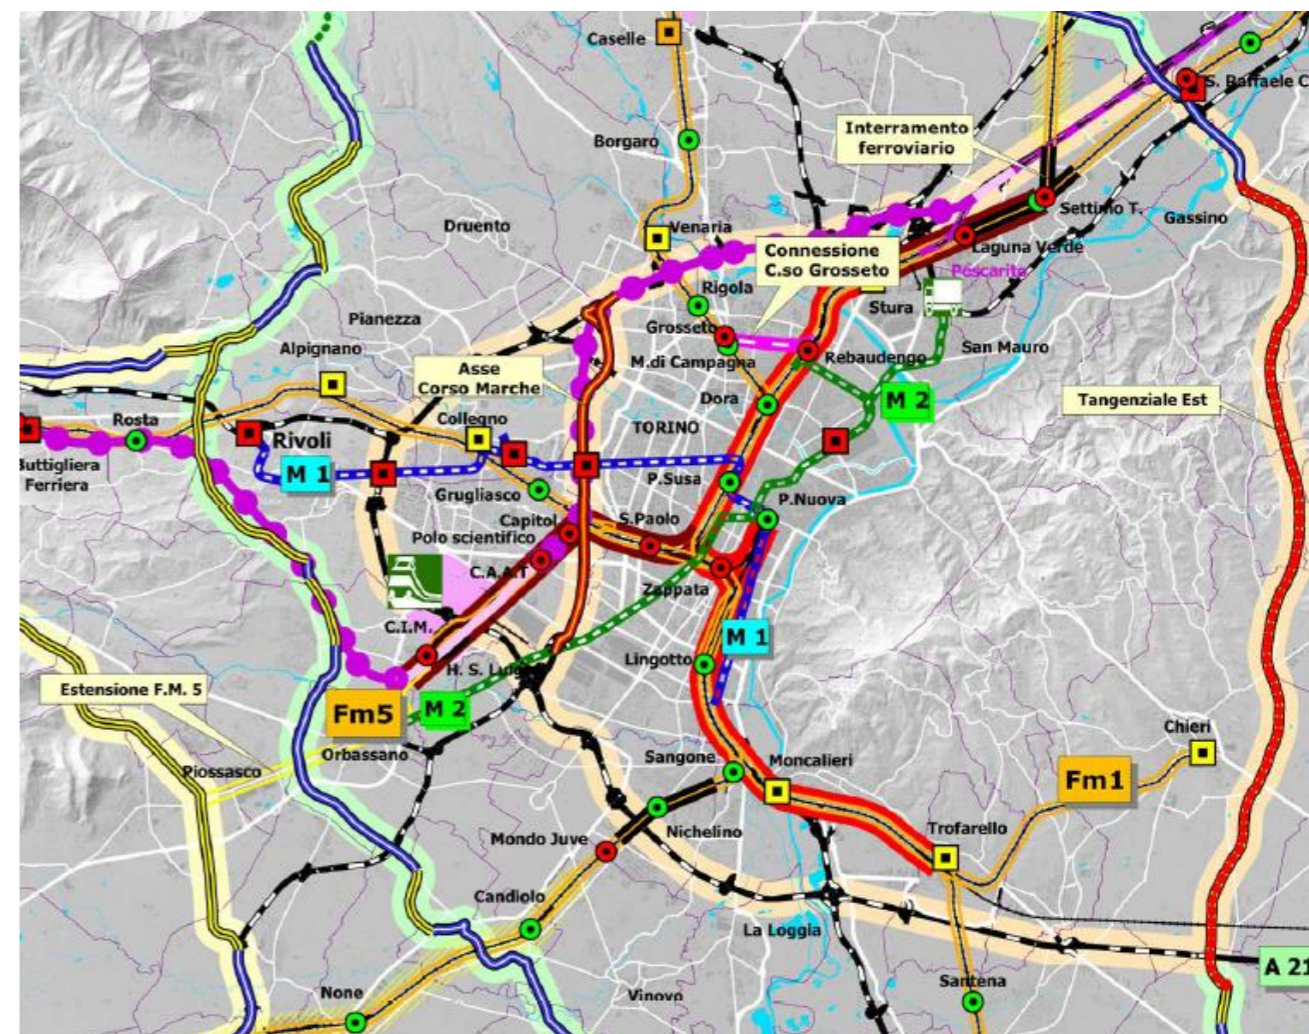 Caselle
S. Raffaele C
Interramento
ferroviario
Borgaro
Settimo T.
Gassino
Druento
Venaria
Connessione
C.so Grosseto
Laguna Verde
Pescarito
Rigola
Stura
Pianezza
Grosseto
Alpignano
M.di Campagna
Rebaudengo
San Mauro
Asse
Corso Marche
Dora
M 2
Tangenziale Est
Rosta
Collegno
TORINO
Rivoli
Buttigliera
Ferriera
M 1
P.Susa
Grugliasco
P.Nuova
Capitol
S.Paolo
Polo scientifico
C.A.A.T
Zappata
C.I.M.
M 1
Lingotto
H. S. Luigi
Estensione F.M. 5
Fm5
M 2
Chieri
Orbassano
Sangone
Moncalieri
Piossasco
Fm1
Nichelino
Trofarello
Mondo Juve
Candiolo
La Loggia
A 21
None
Vinovo
Santena